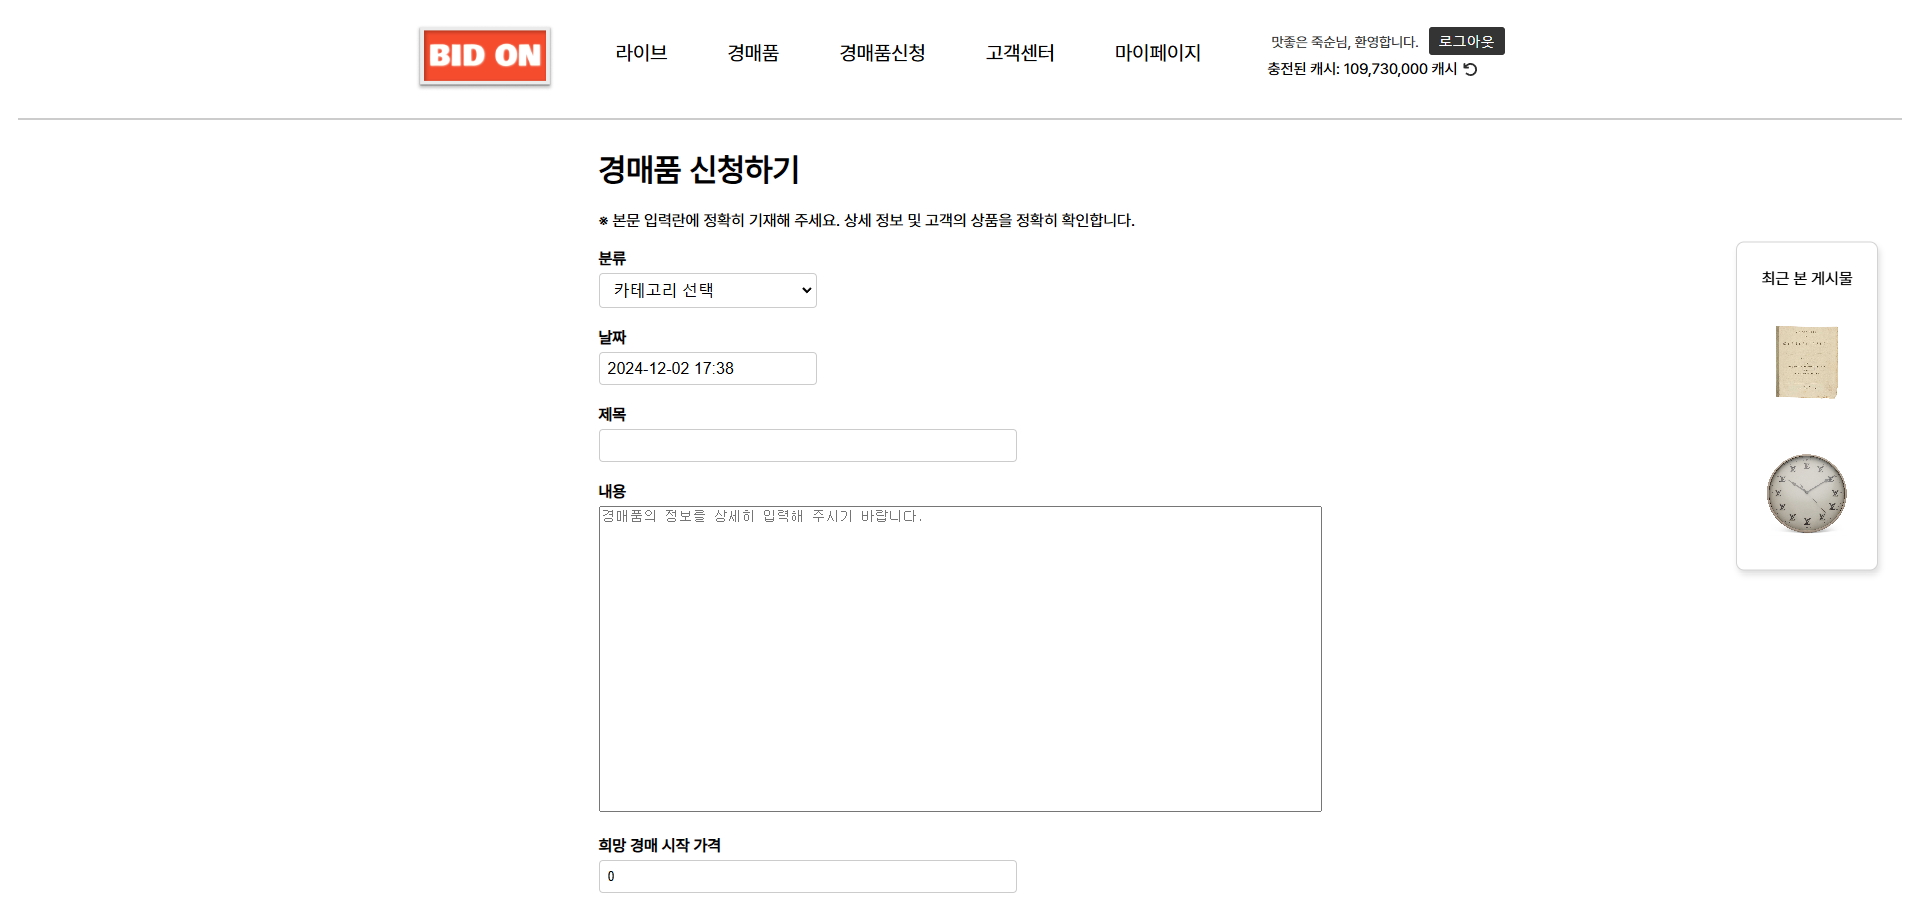 BID ON
라이브
경매품
경매품신청
고객센터
마이페이지
맛좋은 죽순님, 환영합니다.
로그아웃
충전된 캐시: 109,730,000 캐시
경매품 신청하기
※ 본문 입력란에 정확히 기재해 주세요. 상세 정보 및 고객의 상품을 정확히 확인합니다.
분류
카테고리 선택
날짜
2024-12-02 17:38
제목
내용
경매품의 정보를 상세히 입력해 주시기 바랍니다.
희망 경매 시작 가격
0
최근 본 게시물